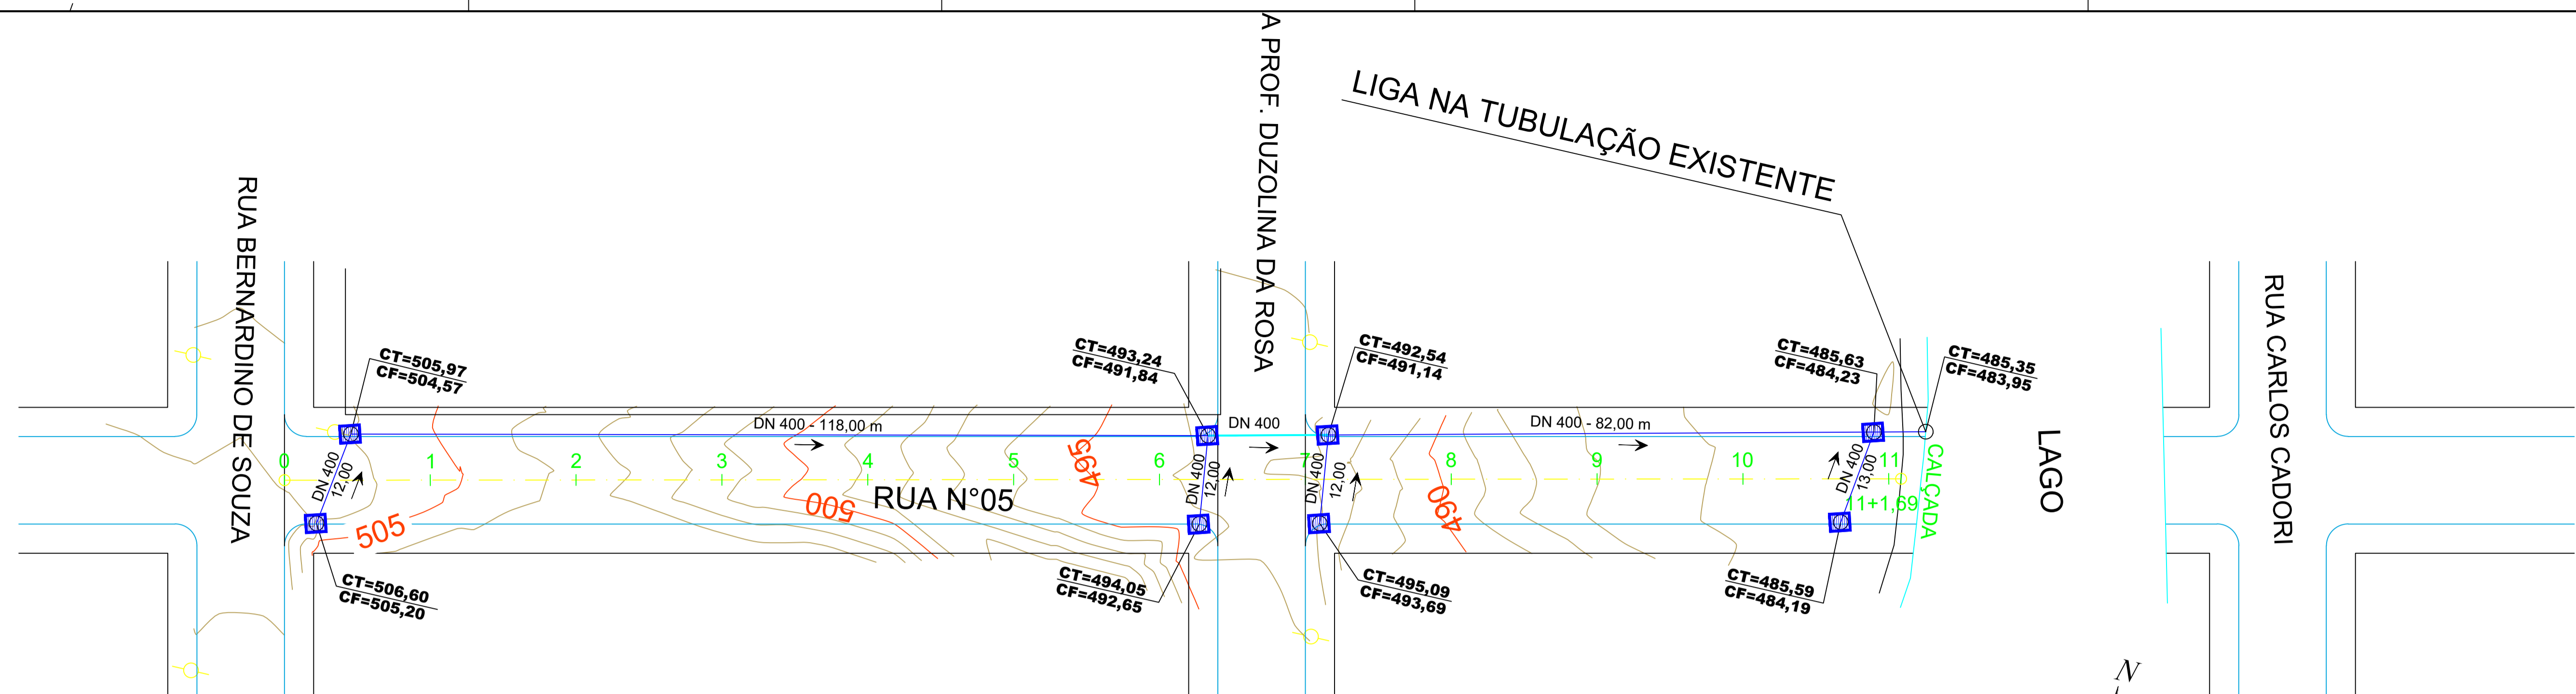 RUA BERNARDINO DE SOUZA
A PROF. DUZOLINA DA ROSA
LIGA NA TUBULAÇÃO EXISTENTE
CT=505,97
CF=504,57
CT=493,24
CF=491,84
CT=492,54
CF=491,14
CT=485,63
CF=484,23
CT=485,35
CF=483,95
DN 400 - 118,00 m
DN 400
DN 400 - 82,00 m
0
1
2
3
4
5
6
7
8
9
10
11
11+1,69
DN 400
12,00
DN 400
12,00
DN 400
12,00
DN 400
13,00
505
500
495
490
RUA N°05
CALÇADA
LAGO
RUA CARLOS CADORI
CT=506,60
CF=505,20
CT=494,05
CF=492,65
CT=495,09
CF=493,69
CT=485,59
CF=484,19
N